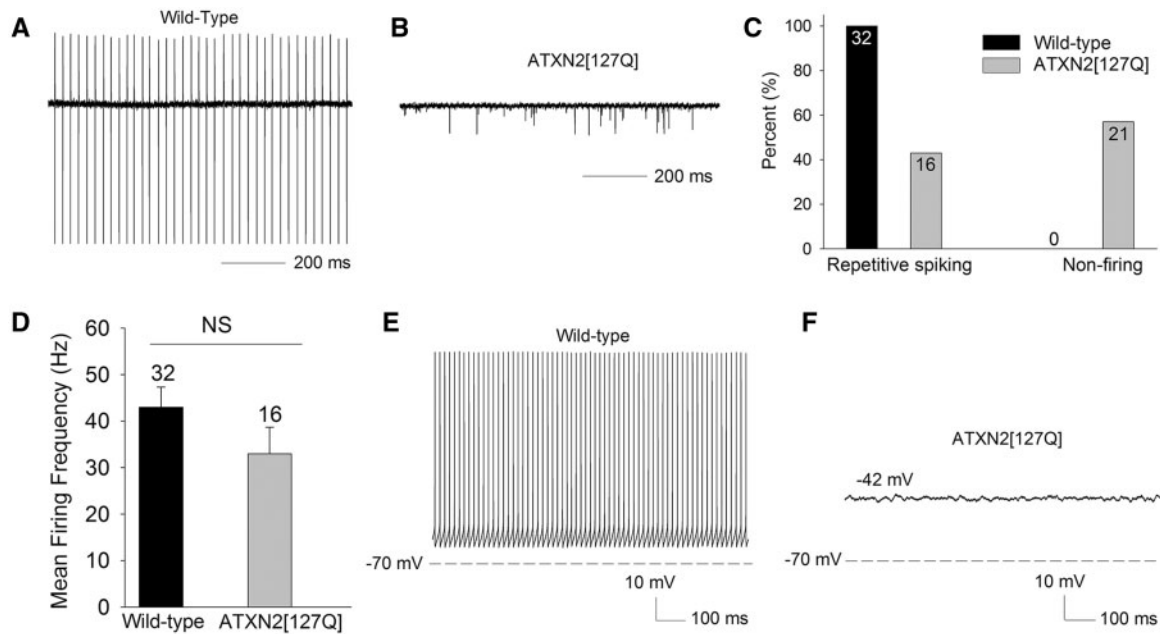 A
Wild-Type
200 ms
B
ATXN2[127Q]
200 ms
C
Percent (%)
100
80
60
40
20
0
32
16
0
21
Wild-type
ATXN2[127Q]
Repetitive spiking
Non-firing
D
Mean Firing Frequency (Hz)
60
50
40
30
20
10
0
NS
32
16
Wild-type
ATXN2[127Q]
E
Wild-type
-70 mV
10 mV
100 ms
F
ATXN2[127Q]
-42 mV
-70 mV
10 mV
100 ms